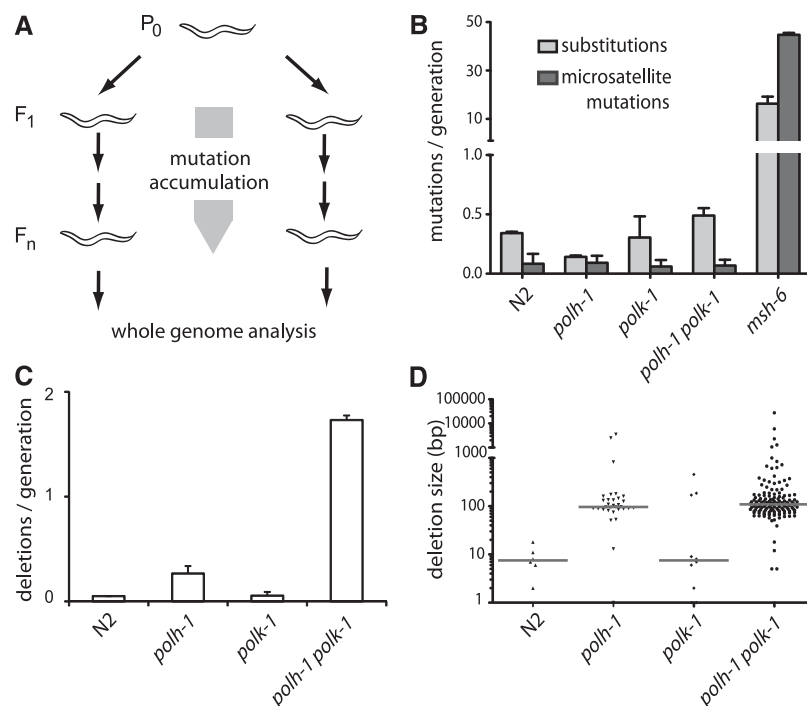 A
P0
F1
mutation
accumulation
Fn
whole genome analysis
B
mutations / generation
50
30
10
1.0
0.5
0.0
substitutions
microsatellite
mutations
N2
polh-1
polk-1
polh-1 polk-1
msh-6
C
deletions / generation
2
1
0
N2
polh-1
polk-1
polh-1 polk-1
D
deletion size (bp)
100000
10000
1000
100
10
1
N2
polh-1
polk-1
polh-1 polk-1